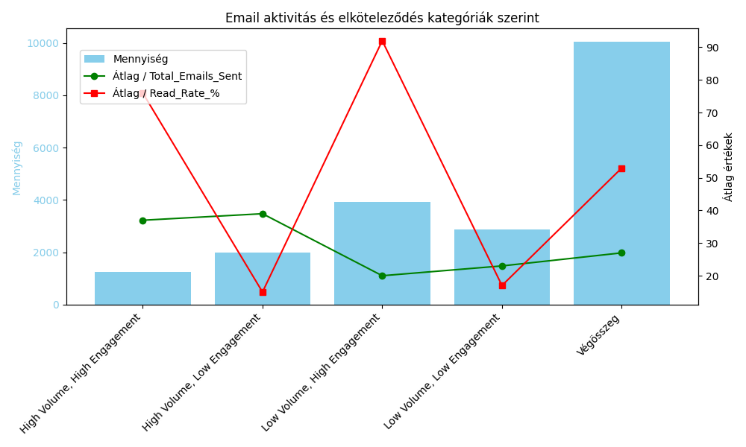 Email aktivitás és elköteleződés kategóriák szerint
Mennyiség
Átlag / Total_Emails_Sent
Átlag / Read_Rate_%
Mennyiség
10000
8000
6000
4000
2000
0
90
80
70
60
50
40
30
20
Átlag értékek
High Volume, High Engagement
High Volume, Low Engagement
Low Volume, High Engagement
Low Volume, Low Engagement
Végösszeg